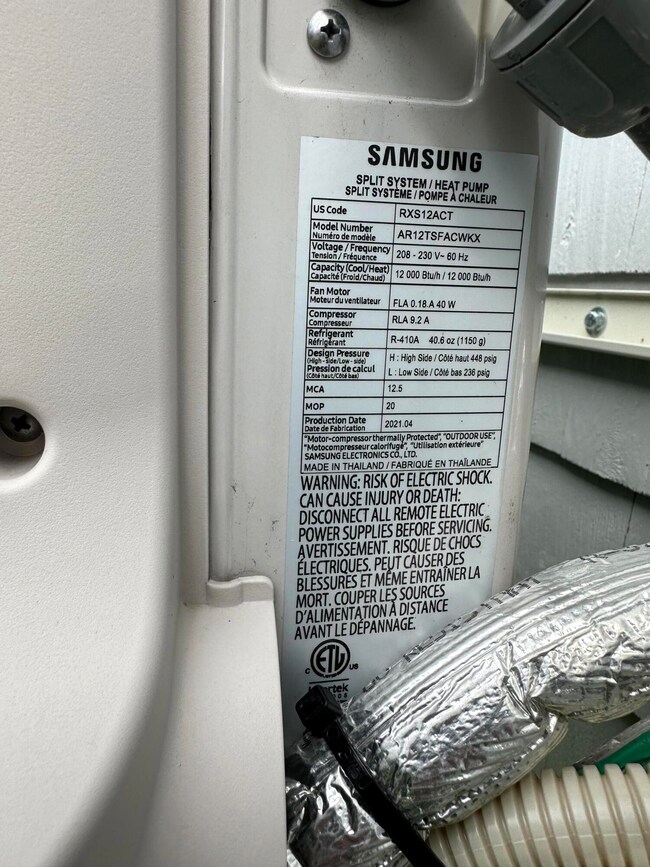 SAMSUNG
SPLIT SYSTEM / HEAT PUMP
SPLIT SYSTÈME / POMPE À CHALEUR
US Code RXS12ACT
Model Number AR12TSFACWKX
Numéro de modèle
Voltage / Frequency 208 - 230 V~ 60 Hz
Tension / Fréquence
Capacity (Cool/Heat) 12 000 Btu/h / 12 000 Btu/h
Capacité (Froid/Chaud)
Fan Motor FLA 0.18.A 40 W
Moteur du ventilateur
Compressor RLA 9.2 A
Compresseur
Refrigerant R-410A 40.6 oz (1150 g)
Réfrigérant
Design Pressure H : High Side / Côté haut 448 psig
(High - side/Low - side)
Pression de calcul L : Low Side / Côté bas 236 psig
(Côté haut/Côté bas)
MCA 12.5
MOP 20
Production Date 2021.04
Date de Fabrication
"Motor-compressor thermally Protected", "OUTDOOR USE",
"Motocompresseur calorifugé", "Utilisation extérieure"
SAMSUNG ELECTRONICS CO., LTD.
MADE IN THAILAND / FABRIQUÉ EN THAÏLANDE
WARNING: RISK OF ELECTRIC SHOCK.
CAN CAUSE INJURY OR DEATH:
DISCONNECT ALL REMOTE ELECTRIC
POWER SUPPLIES BEFORE SERVICING.
AVERTISSEMENT. RISQUE DE CHOCS
ÉLECTRIQUES. PEUT CAUSER DES
BLESSURES ET MÊME ENTRAÎNER LA
MORT. COUPER LES SOURCES
D'ALIMENTATION À DISTANCE
AVANT LE DÉPANNAGE.
C ETL US